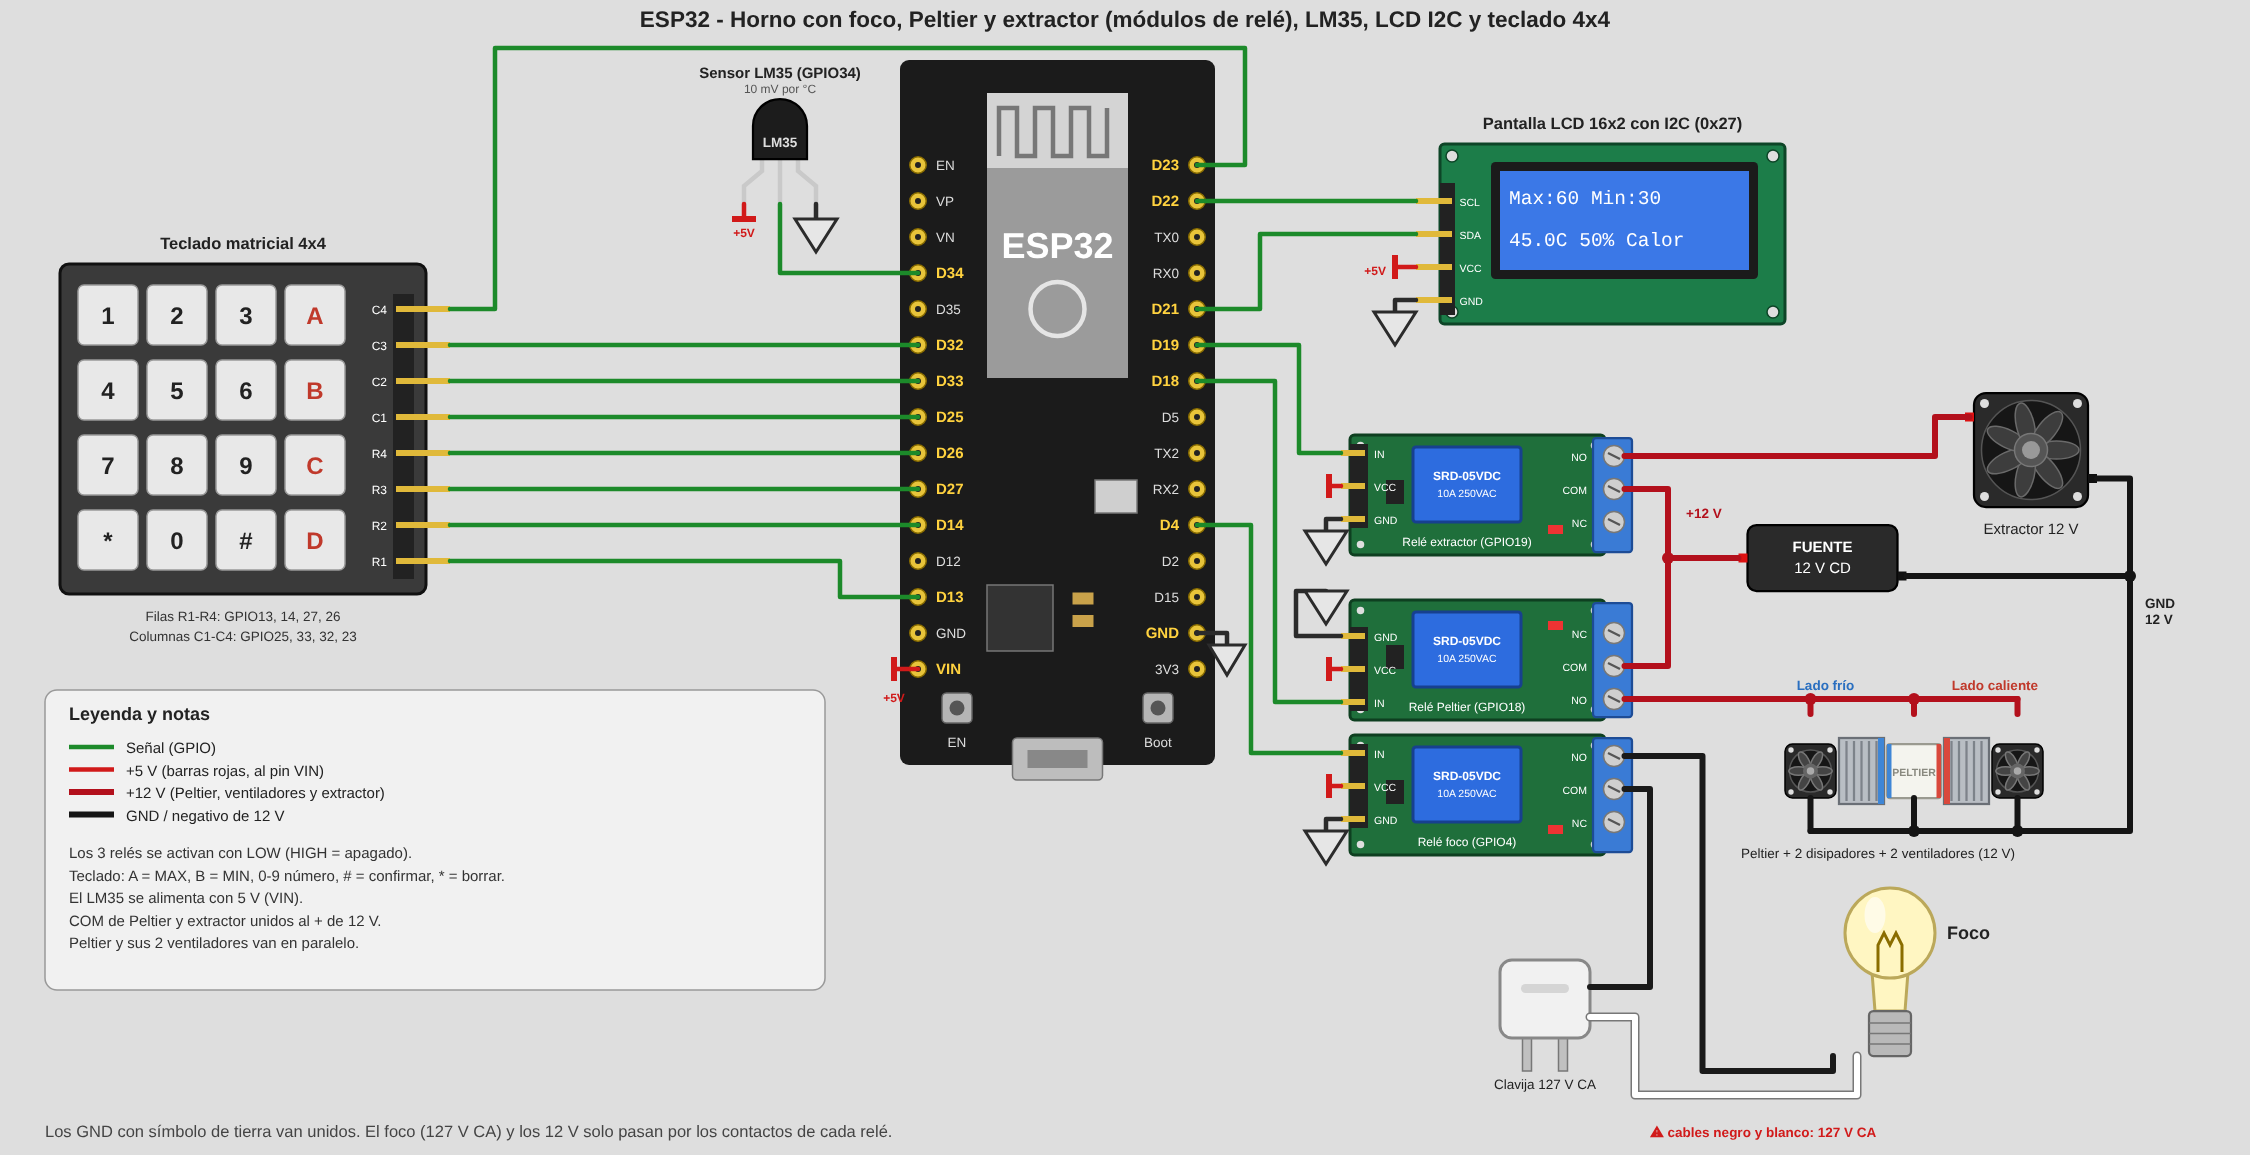 ESP32 - Horno con foco, Peltier y extractor (módulos de relé), LM35, LCD I2C y teclado 4x4
Sensor LM35 (GPIO34)
10 mV por °C
LM35
+5V
Teclado matricial 4x4
1 2 3 A
4 5 6 B
7 8 9 C
* 0 # D
C4
C3
C2
C1
R4
R3
R2
R1
Filas R1-R4: GPIO13, 14, 27, 26
Columnas C1-C4: GPIO25, 33, 32, 23
ESP32
EN
VP
VN
D34
D35
D32
D33
D25
D26
D27
D14
D12
D13
GND
VIN
+5V
D23
D22
TX0
RX0
D21
D19
D18
D5
TX2
RX2
D4
D2
D15
GND
3V3
EN
Boot
Pantalla LCD 16x2 con I2C (0x27)
SCL
SDA
VCC
GND
+5V
Max:60 Min:30
45.0C 50% Calor
IN
VCC
GND
SRD-05VDC
10A 250VAC
NO
COM
NC
Relé extractor (GPIO19)
GND
VCC
IN
SRD-05VDC
10A 250VAC
NC
COM
NO
Relé Peltier (GPIO18)
IN
VCC
GND
SRD-05VDC
10A 250VAC
NO
COM
NC
Relé foco (GPIO4)
+12 V
FUENTE
12 V CD
Extractor 12 V
GND
12 V
Lado frío
Lado caliente
PELTIER
Peltier + 2 disipadores + 2 ventiladores (12 V)
Foco
Clavija 127 V CA
cables negro y blanco: 127 V CA
Leyenda y notas
Señal (GPIO)
+5 V (barras rojas, al pin VIN)
+12 V (Peltier, ventiladores y extractor)
GND / negativo de 12 V
Los 3 relés se activan con LOW (HIGH = apagado).
Teclado: A = MAX, B = MIN, 0-9 número, # = confirmar, * = borrar.
El LM35 se alimenta con 5 V (VIN).
COM de Peltier y extractor unidos al + de 12 V.
Peltier y sus 2 ventiladores van en paralelo.
Los GND con símbolo de tierra van unidos. El foco (127 V CA) y los 12 V solo pasan por los contactos de cada relé.